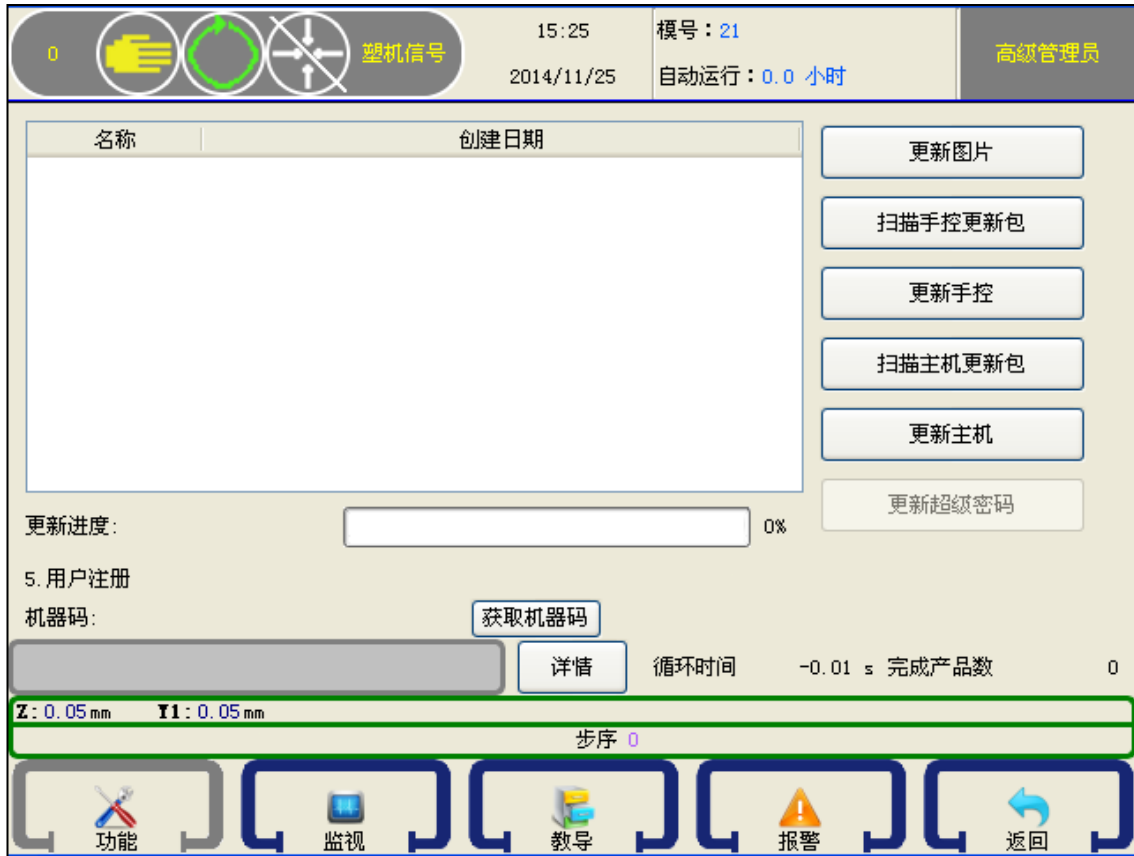 0 塑机信号 15:25 模号：21 高级管理员
2014/11/25 自动运行：0.0 小时
名称 创建日期
更新图片
扫描手控更新包
更新手控
扫描主机更新包
更新主机
更新超级密码
更新进度: 0%
5.用户注册
机器码: 获取机器码
详情 循环时间 -0.01 s 完成产品数 0
Z:0.05mm Y1:0.05mm
步序 0
功能 监视 教导 报警 返回